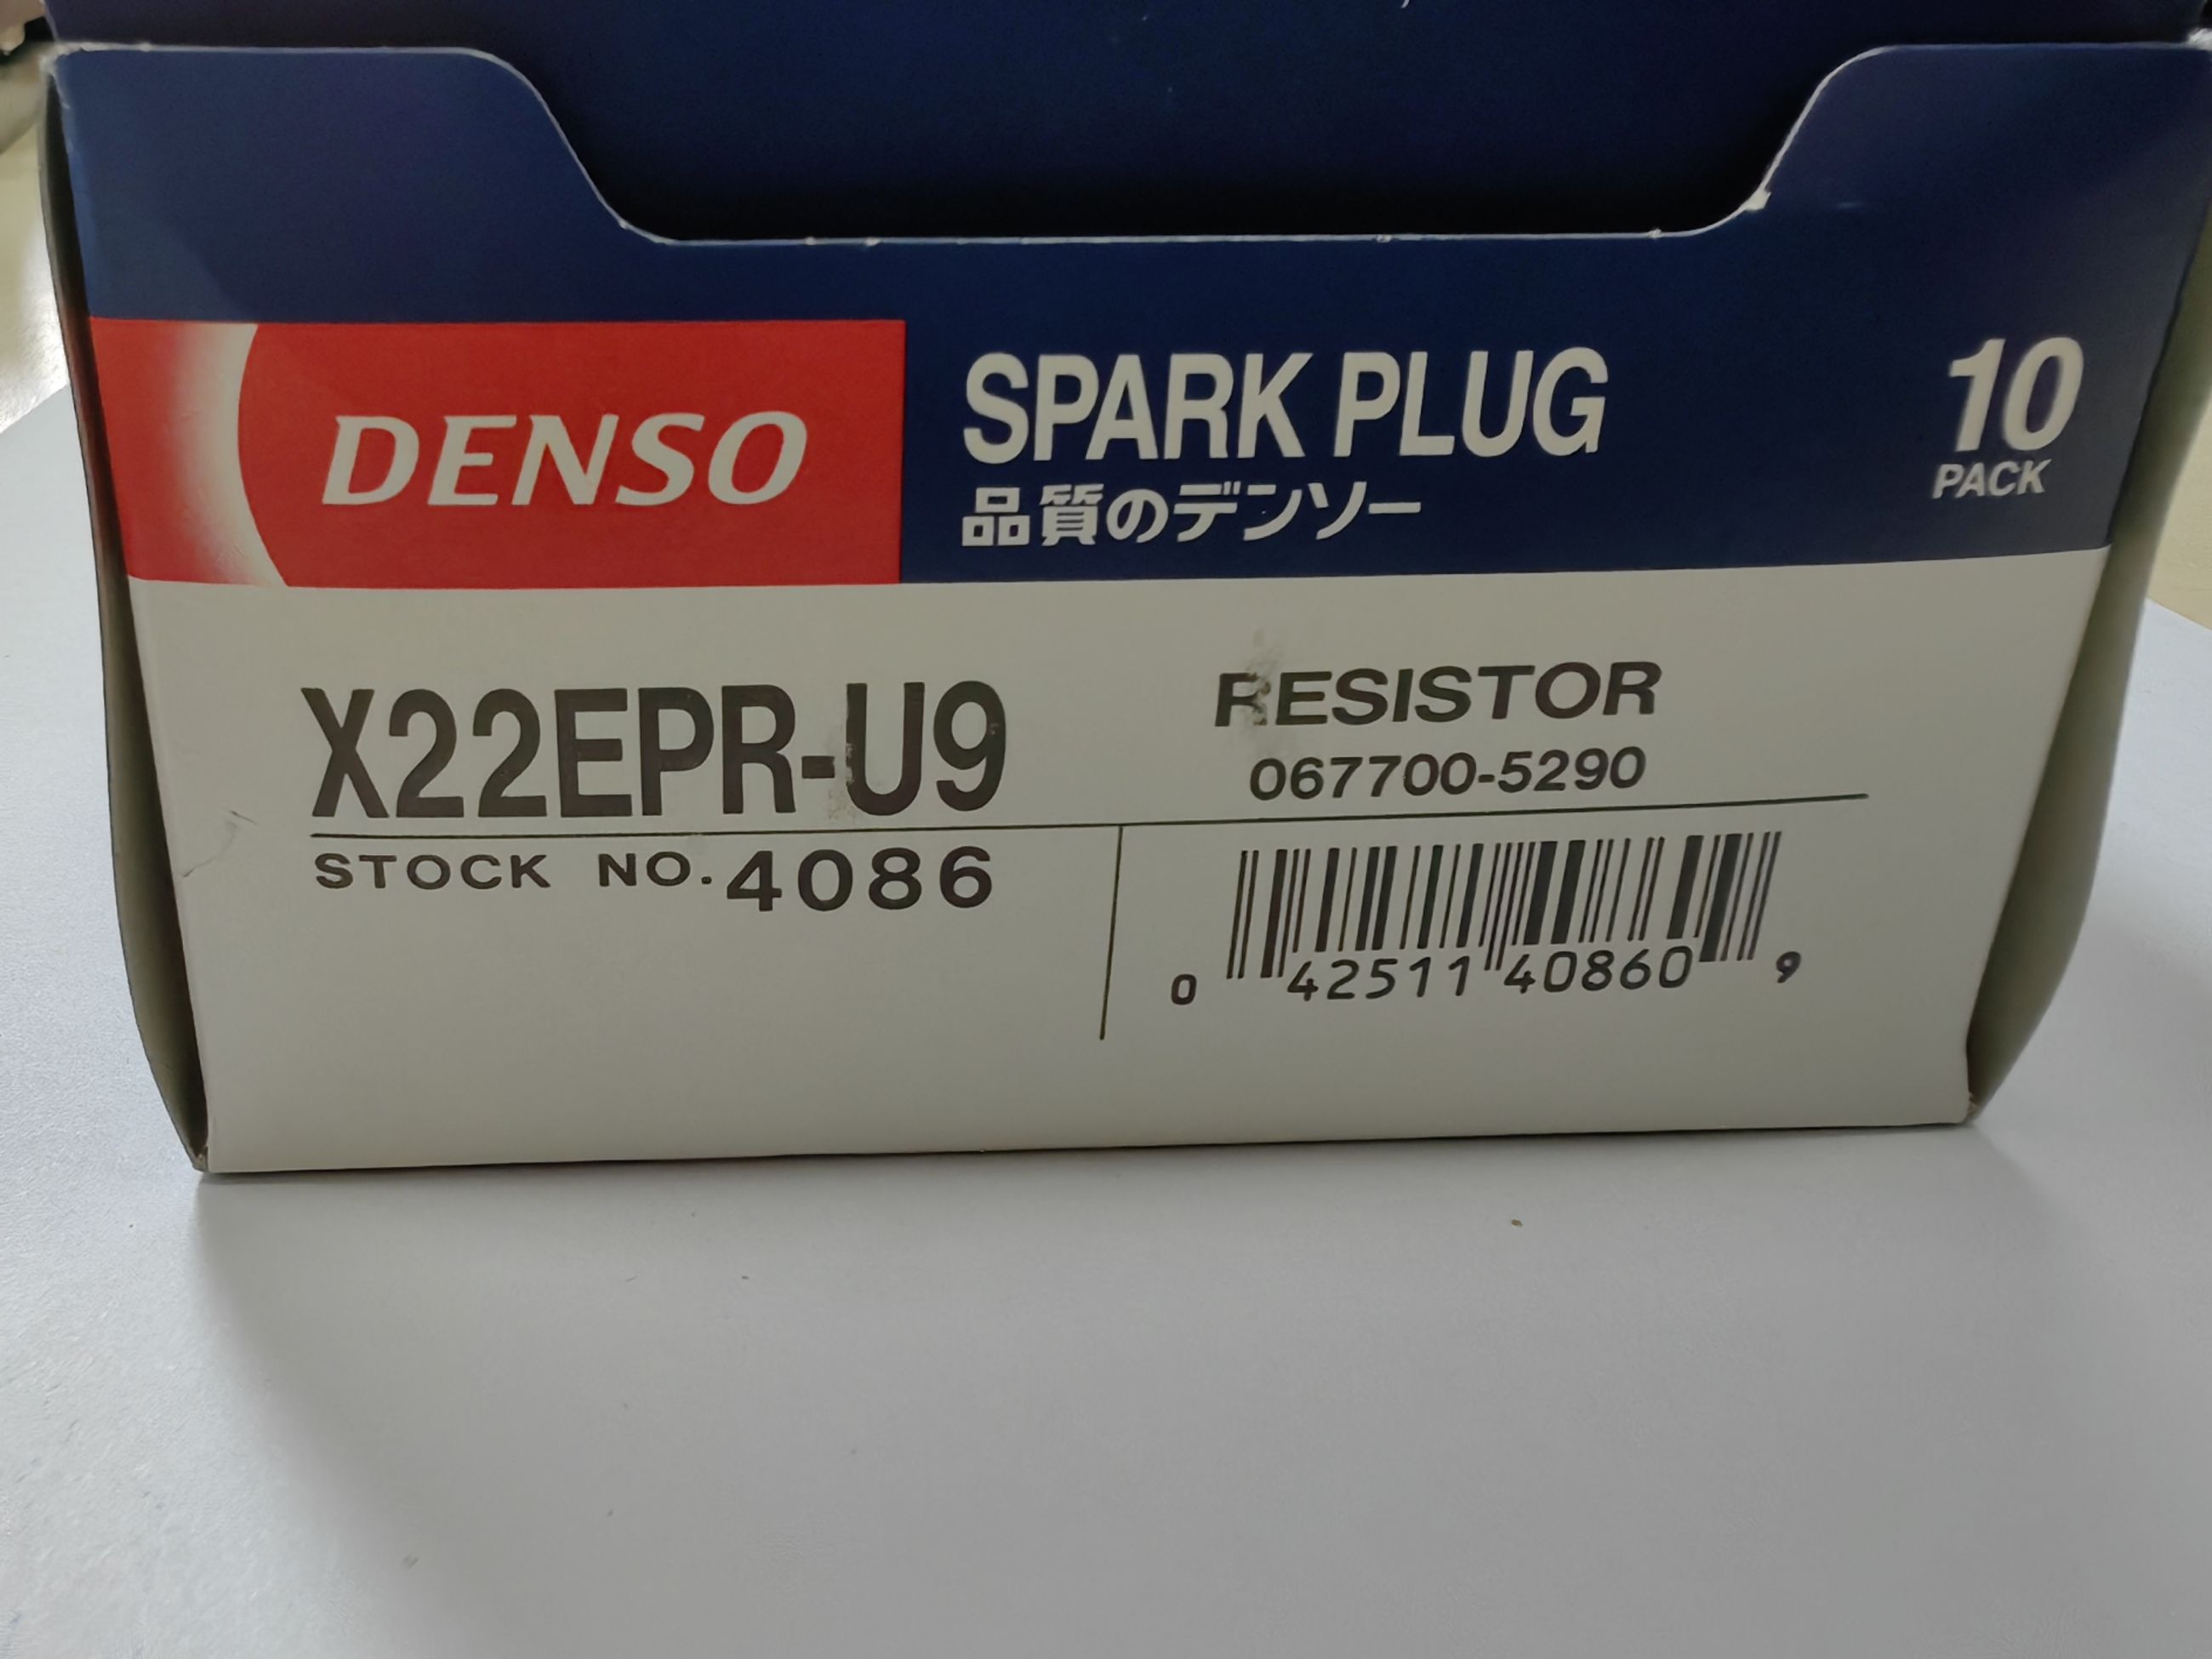 DENSO
SPARK PLUG
品質のデンソー
10
PACK
X22EPR-U9
RESISTOR
067700-5290
STOCK NO.4086
0 42511 40860 9